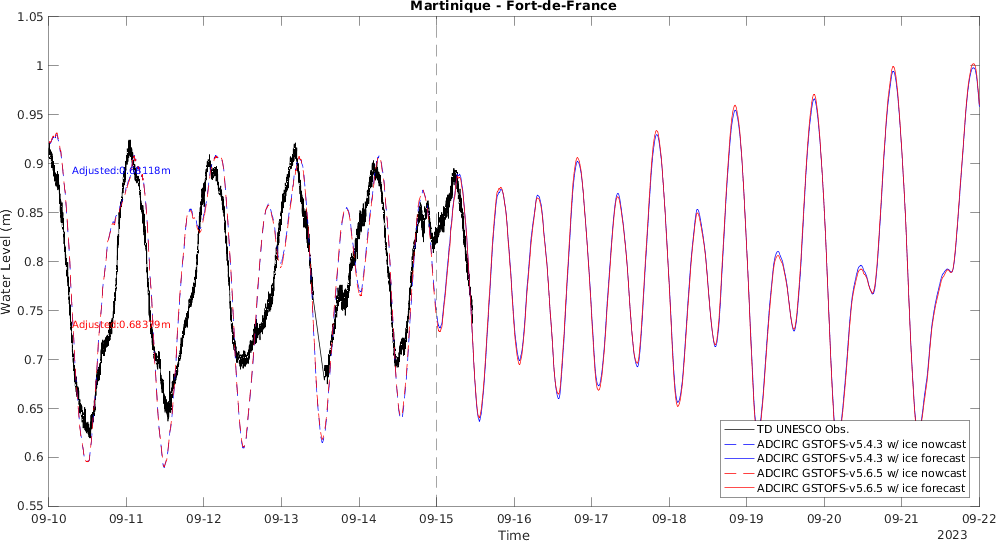 Martinique - Fort-de-France
1.05
1
0.95
0.9
0.85
0.8
0.75
0.7
0.65
0.6
0.55
Water Level (m)
Adjusted:0.68118m
TD UNESCO Obs.
ADCIRC GSTOFS-v5.4.3 w/ ice nowcast
ADCIRC GSTOFS-v5.4.3 w/ ice forecast
ADCIRC GSTOFS-v5.6.5 w/ ice nowcast
ADCIRC GSTOFS-v5.6.5 w/ ice forecast
09-10 09-11 09-12 09-13 09-14 09-15 09-16 09-17 09-18 09-19 09-20 09-21 09-22
Time
2023